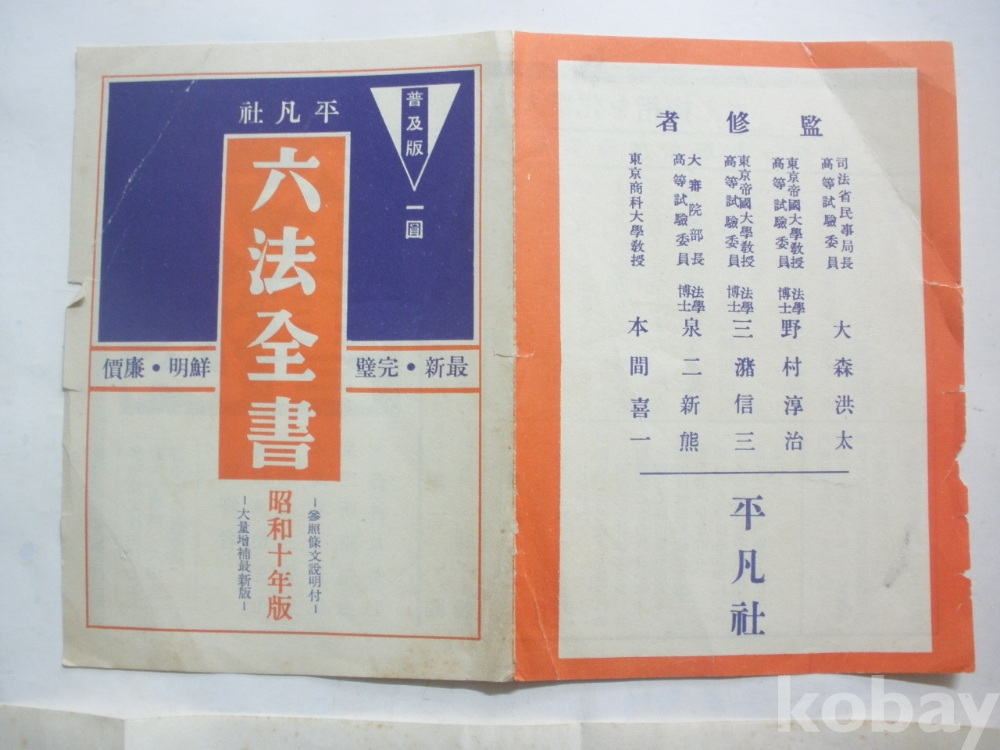 普及版
一圓
平凡社
六法全書
最新・完璧
鮮明・廉價
昭和十年版
—參照條文說明付—
—大量增補最新版—
監修者
司法省民事局長
高等試驗委員
大森洪太
東京帝國大學敎授
高等試驗委員
法學博士
野村淳治
東京帝國大學敎授
高等試驗委員
法學博士
三潴信三
大審院部長
高等試驗委員
法學博士
泉二新熊
東京商科大學敎授
本間喜一
平凡社
kobay